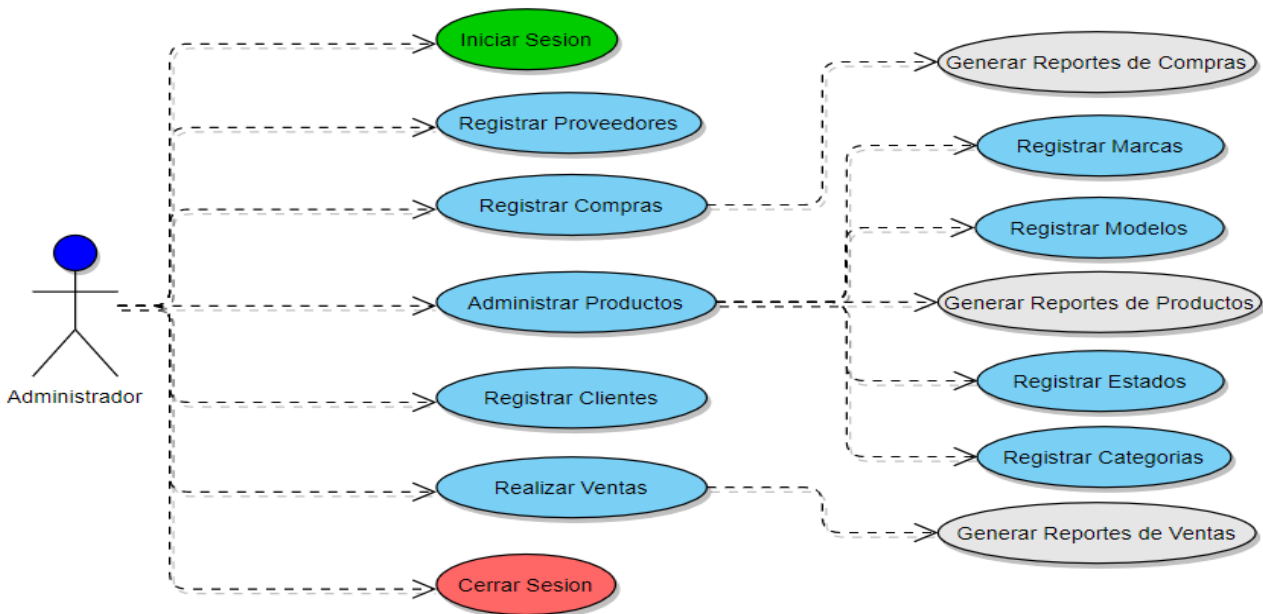 Iniciar Sesion
Generar Reportes de Compras
Registrar Proveedores
Registrar Marcas
Registrar Compras
Registrar Modelos
Administrar Productos
Generar Reportes de Productos
Administrador
Registrar Clientes
Registrar Estados
Realizar Ventas
Registrar Categorias
Generar Reportes de Ventas
Cerrar Sesion